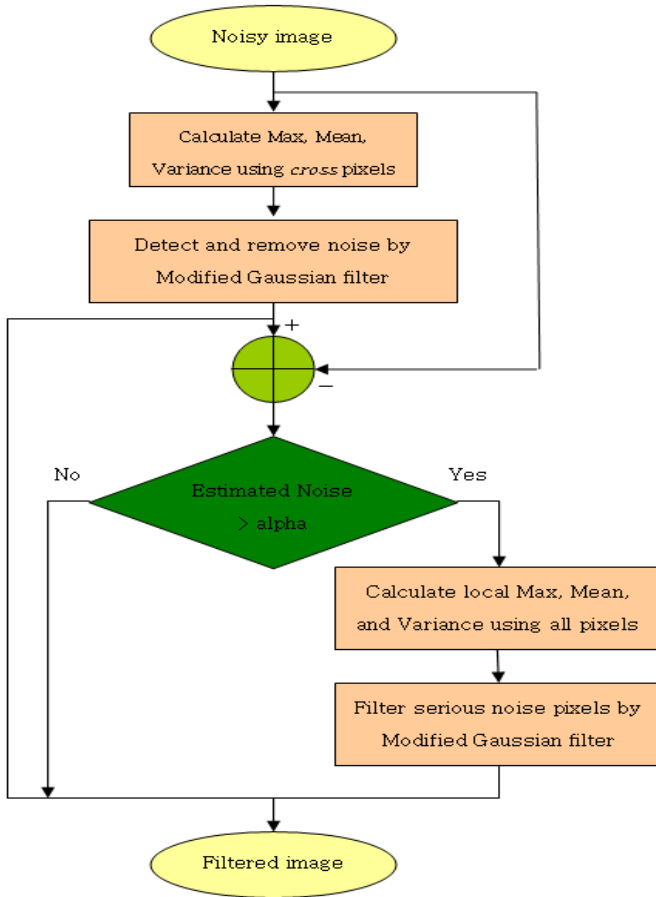 Noisy image
Calculate Max, Mean,
Variance using cross pixels
Detect and remove noise by
Modified Gaussian filter
+
−
No
Yes
Estimated Noise
> alpha
Calculate local Max, Mean,
and Variance using all pixels
Filter serious noise pixels by
Modified Gaussian filter
Filtered image